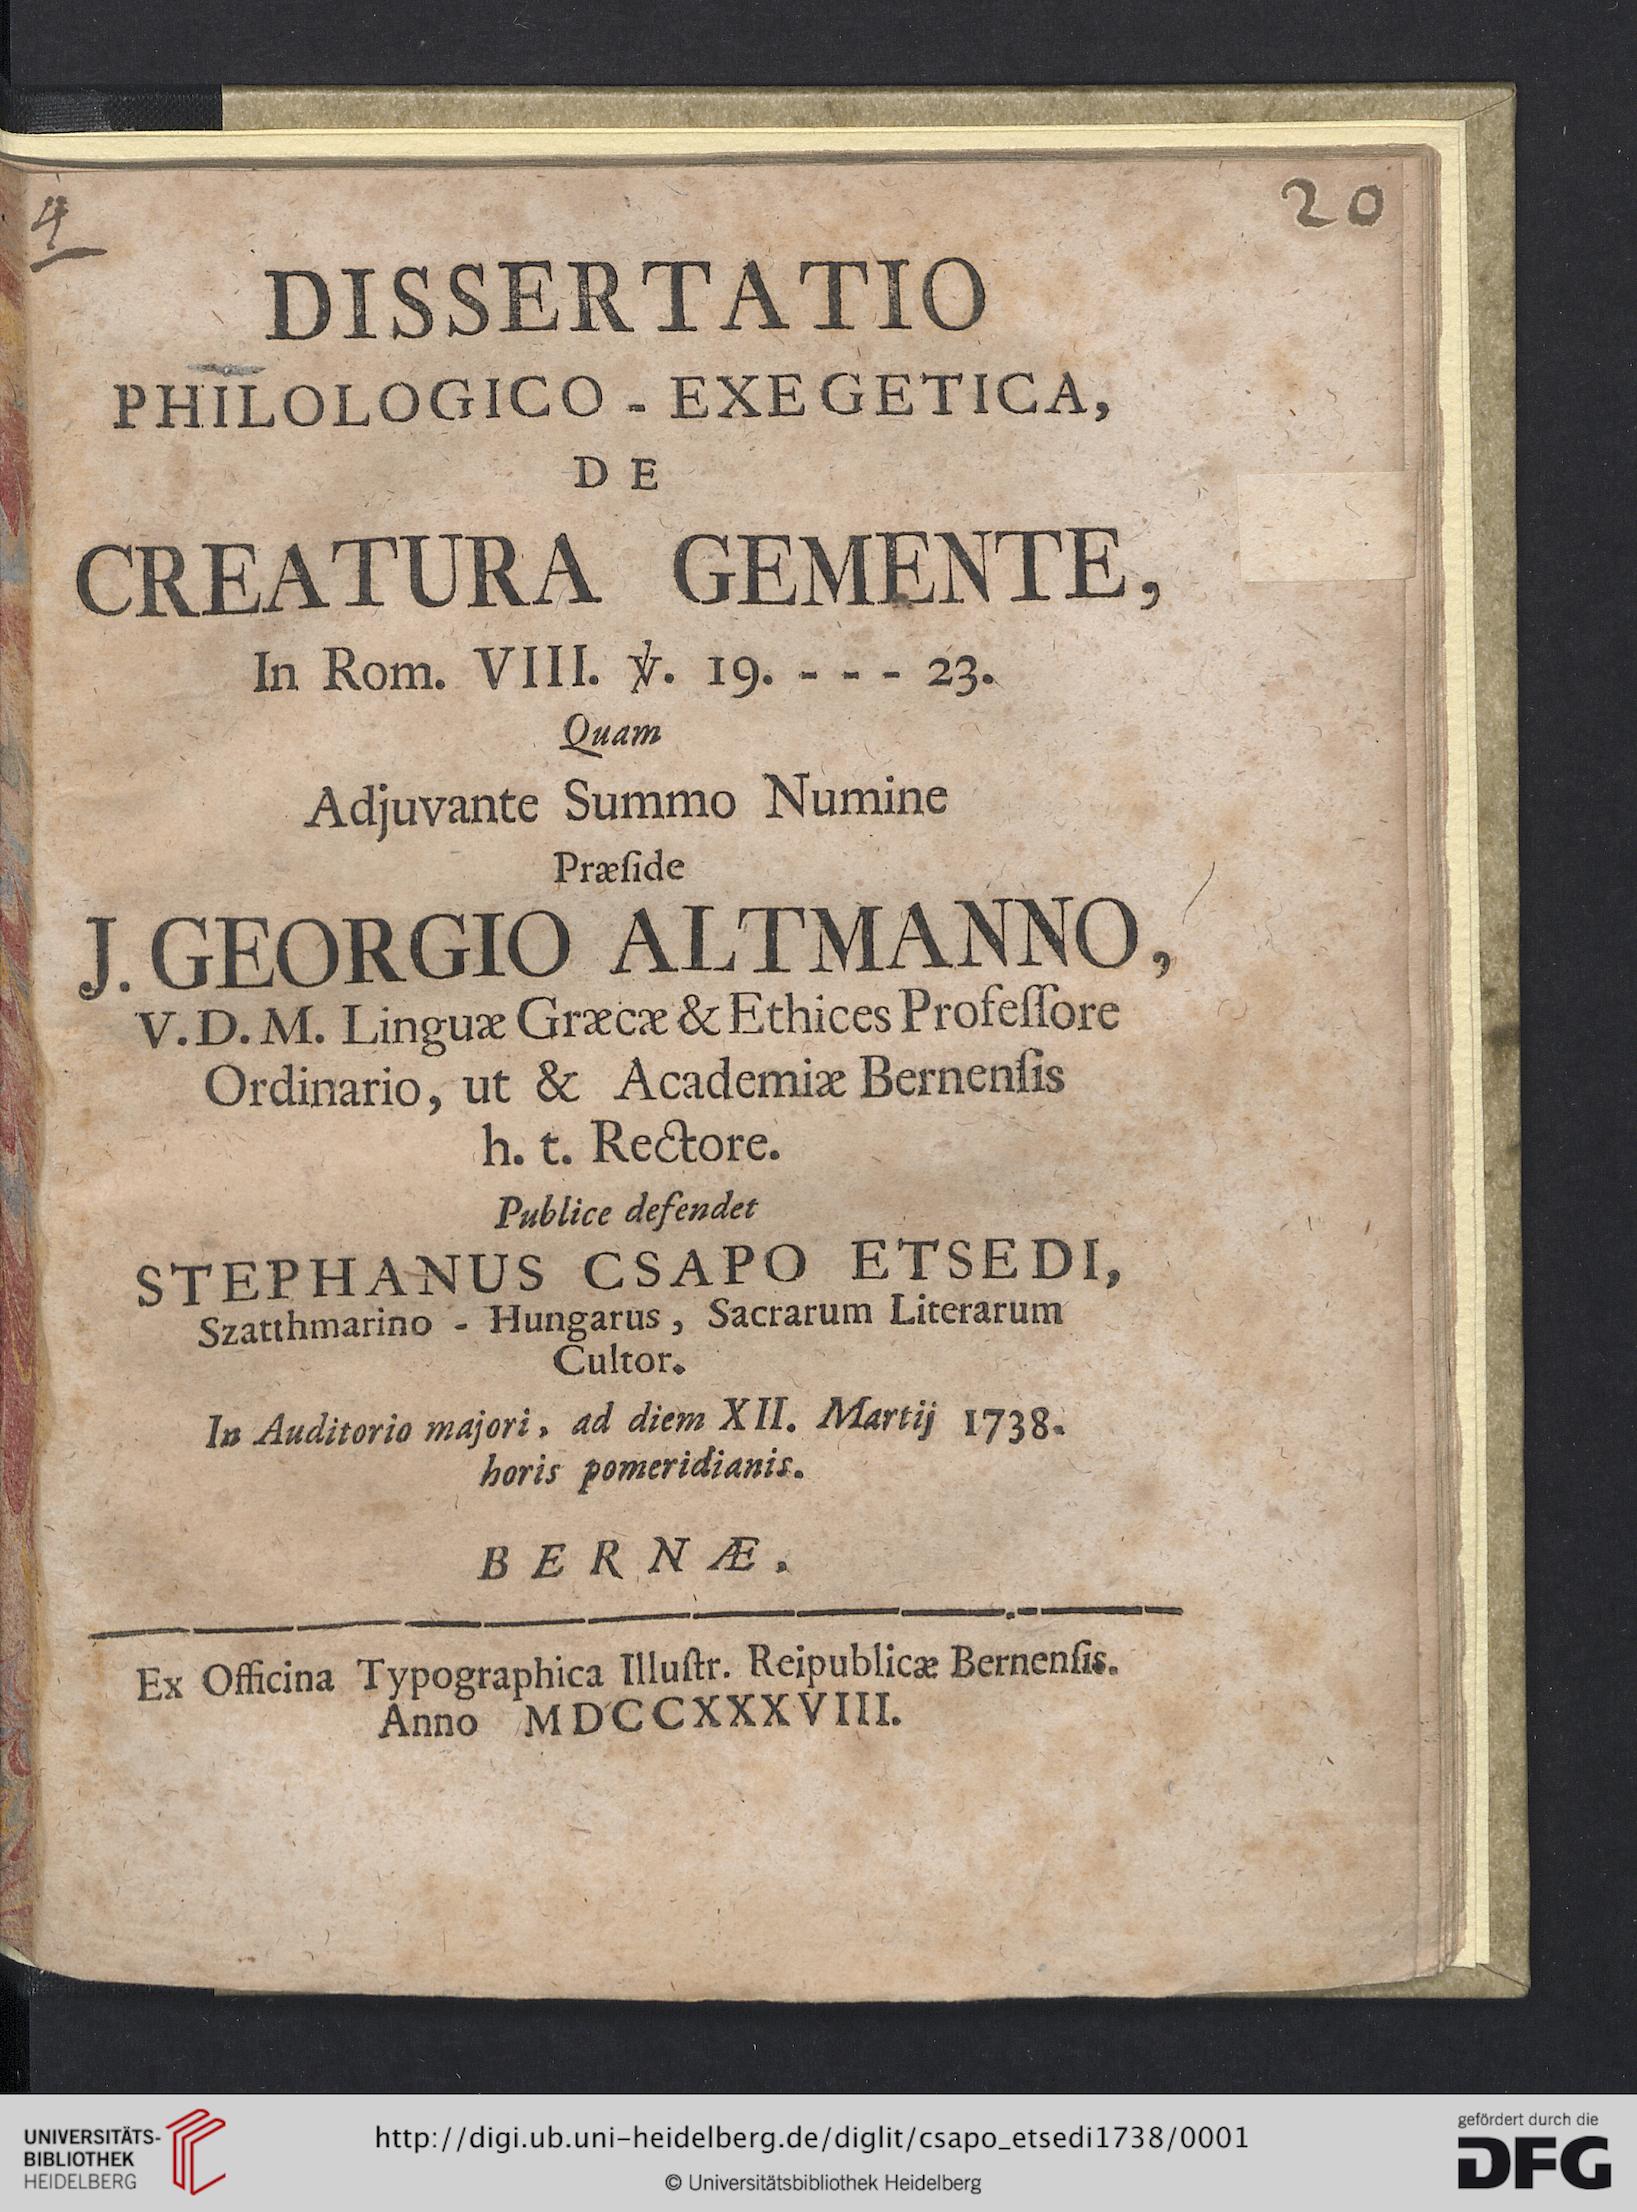 4
20
DISSERTATIO
PHILOLOGICO - EXEGETICA,
DE
CREATURA GEMENTE,
In Rom. VIII. ℣. 19. - - - 23.
Quam
Adjuvante Summo Numine
Præſide
J. GEORGIO ALTMANNO,
V. D. M. Linguæ Græcæ & Ethices Profeſſore
Ordinario, ut & Academiæ Bernenſis
h. t. Rectore.
Publice defendet
STEPHANUS CSAPO ETSEDI,
Szatthmarino - Hungarus, Sacrarum Literarum
Cultor.
In Auditorio majori, ad diem XII. Martij 1738.
horis pomeridianis.
BERNÆ.
Ex Officina Typographica Illuſtr. Reipublicæ Bernenſis.
Anno MDCCXXXVIII.
UNIVERSITÄTS-
BIBLIOTHEK
HEIDELBERG
http://digi.ub.uni-heidelberg.de/diglit/csapo_etsedi1738/0001
© Universitätsbibliothek Heidelberg
gefördert durch die
DFG